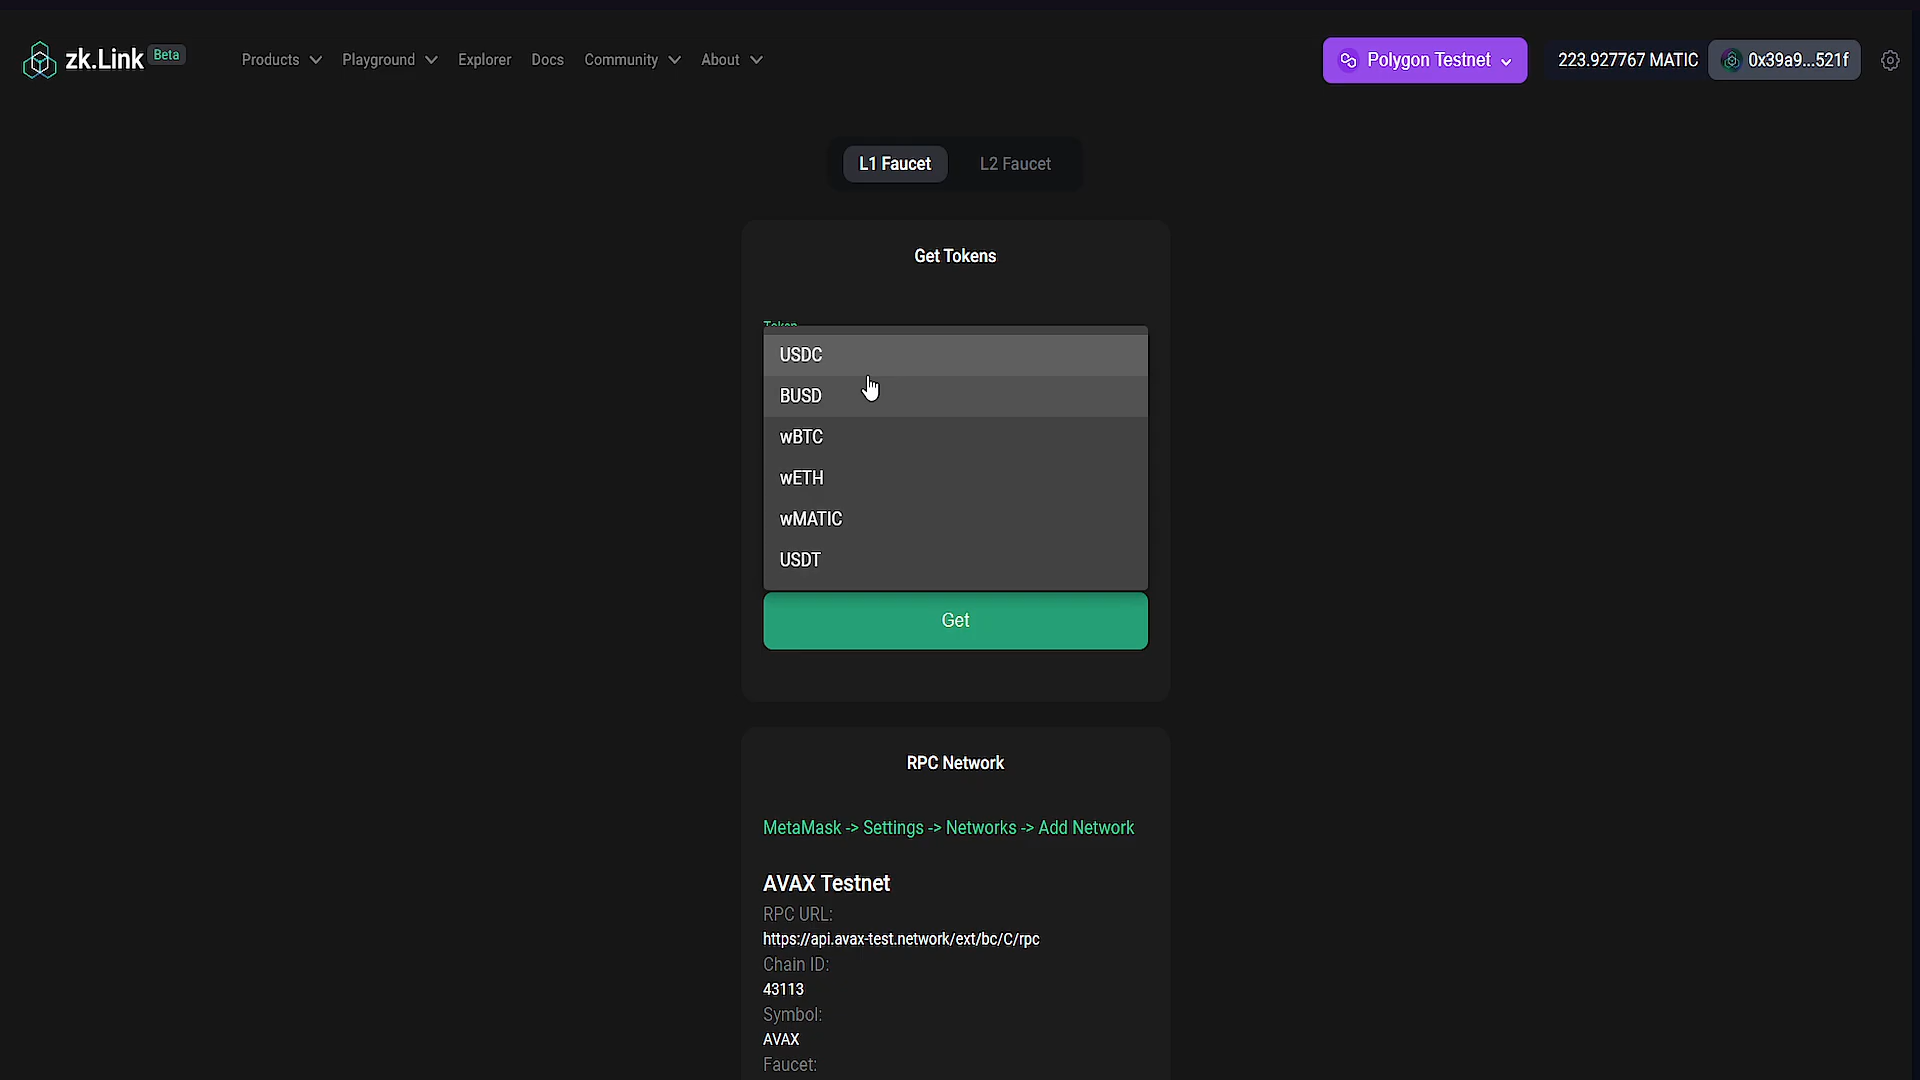 zk.Link Beta Products Playground Explorer Docs Community About Polygon Testnet 223.927767 MATIC 0x39a9...521f
L1 Faucet L2 Faucet
Get Tokens
Token
USDC
BUSD
wBTC
wETH
wMATIC
USDT
Get
RPC Network
MetaMask -> Settings -> Networks -> Add Network
AVAX Testnet
RPC URL:
https://api.avax-test.network/ext/bc/C/rpc
Chain ID:
43113
Symbol:
AVAX
Faucet: